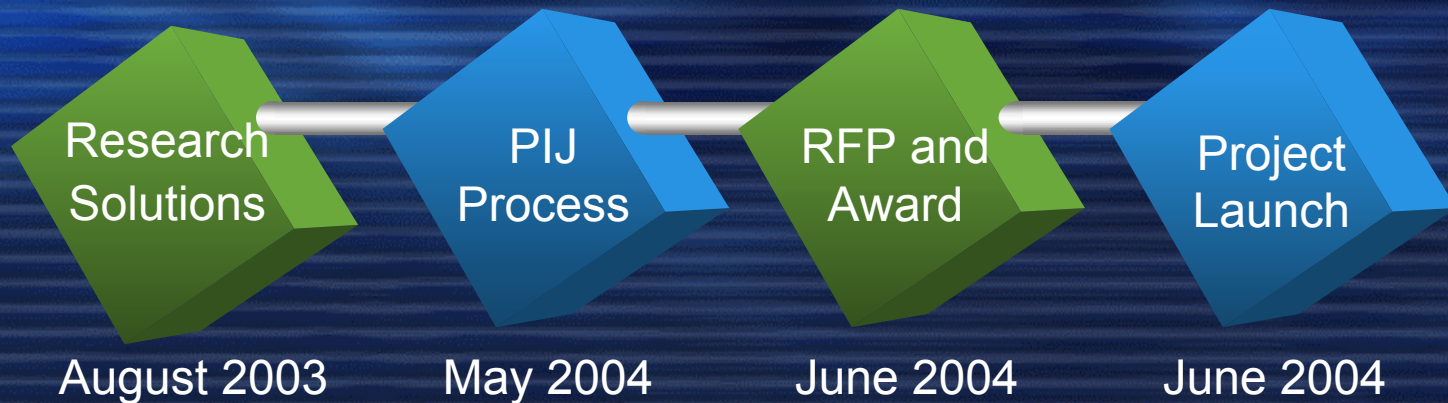 Research
Solutions
PIJ
Process
RFP and
Award
Project
Launch
August 2003
May 2004
June 2004
June 2004